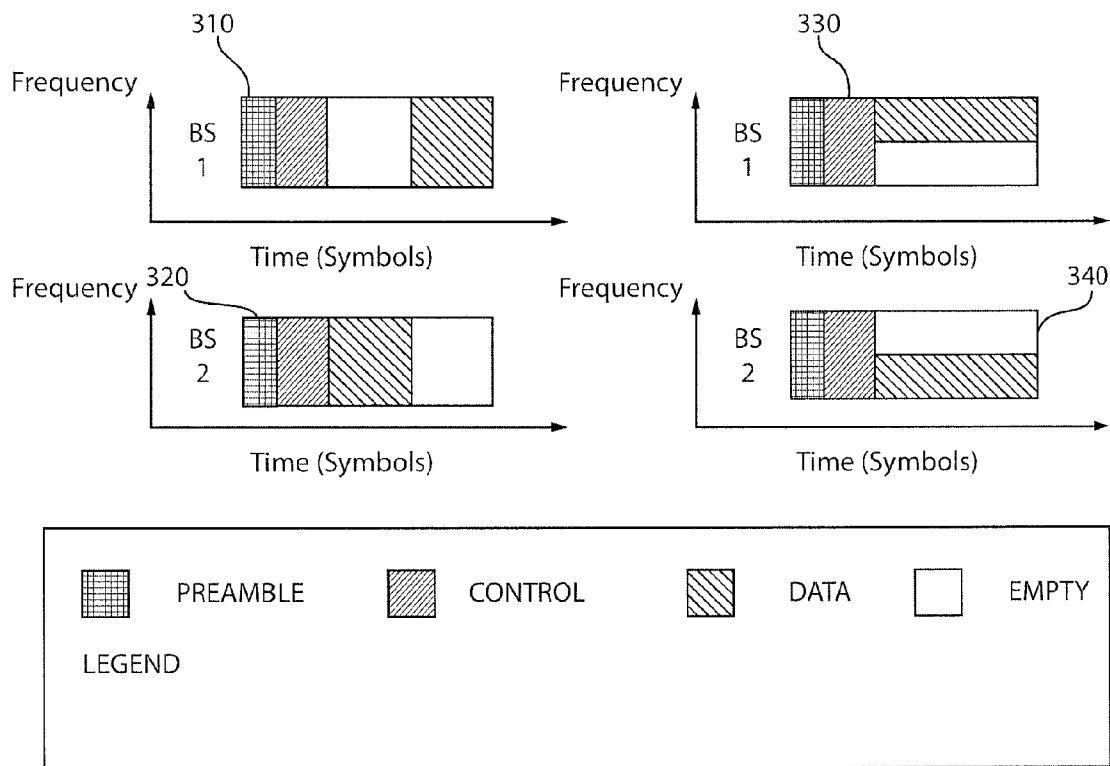 310
Frequency
BS
1
Time (Symbols)
330
Frequency
BS
1
Time (Symbols)
320
Frequency
BS
2
Time (Symbols)
340
Frequency
BS
2
Time (Symbols)
PREAMBLE
CONTROL
DATA
EMPTY
LEGEND